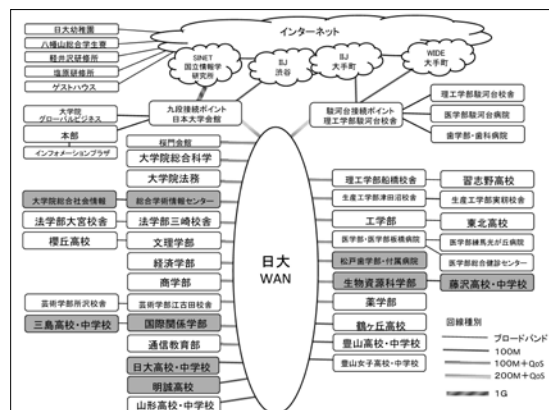 インターネット
日大幼稚園
八幡山総合学生寮
軽井沢研修所
塩原研修所
ゲストハウス
SINET
国立情報学
研究所
IIJ
渋谷
IIJ
大手町
WIDE
大手町
大学院
グローバルビジネス
本部
インフォメーションプラザ
九段接続ポイント
日本大学会館
駿河台接続ポイント
理工学部駿河台校舎
理工学部駿河台校舎
医学部駿河台病院
歯学部・歯科病院
桜門会館
大学院総合科学
大学院法務
大学院総合社会情報
総合学術情報センター
法学部大宮校舎
法学部三崎校舎
櫻丘高校
文理学部
経済学部
商学部
芸術学部所沢校舎
芸術学部江古田校舎
三島高校・中学校
国際関係学部
通信教育部
日大高校・中学校
明誠高校
山形高校・中学校
日大
WAN
理工学部船橋校舎
習志野高校
生産工学部津田沼校舎
生産工学部実籾校舎
工学部
東北高校
医学部・医学部板橋病院
医学部練馬光が丘病院
医学部総合健診センター
松戸歯学部・付属病院
生物資源科学部
藤沢高校・中学校
薬学部
鶴ヶ丘高校
豊山高校・中学校
豊山女子高校・中学校
回線種別
ブロードバンド
100M
100M+QoS
200M+QoS
1G